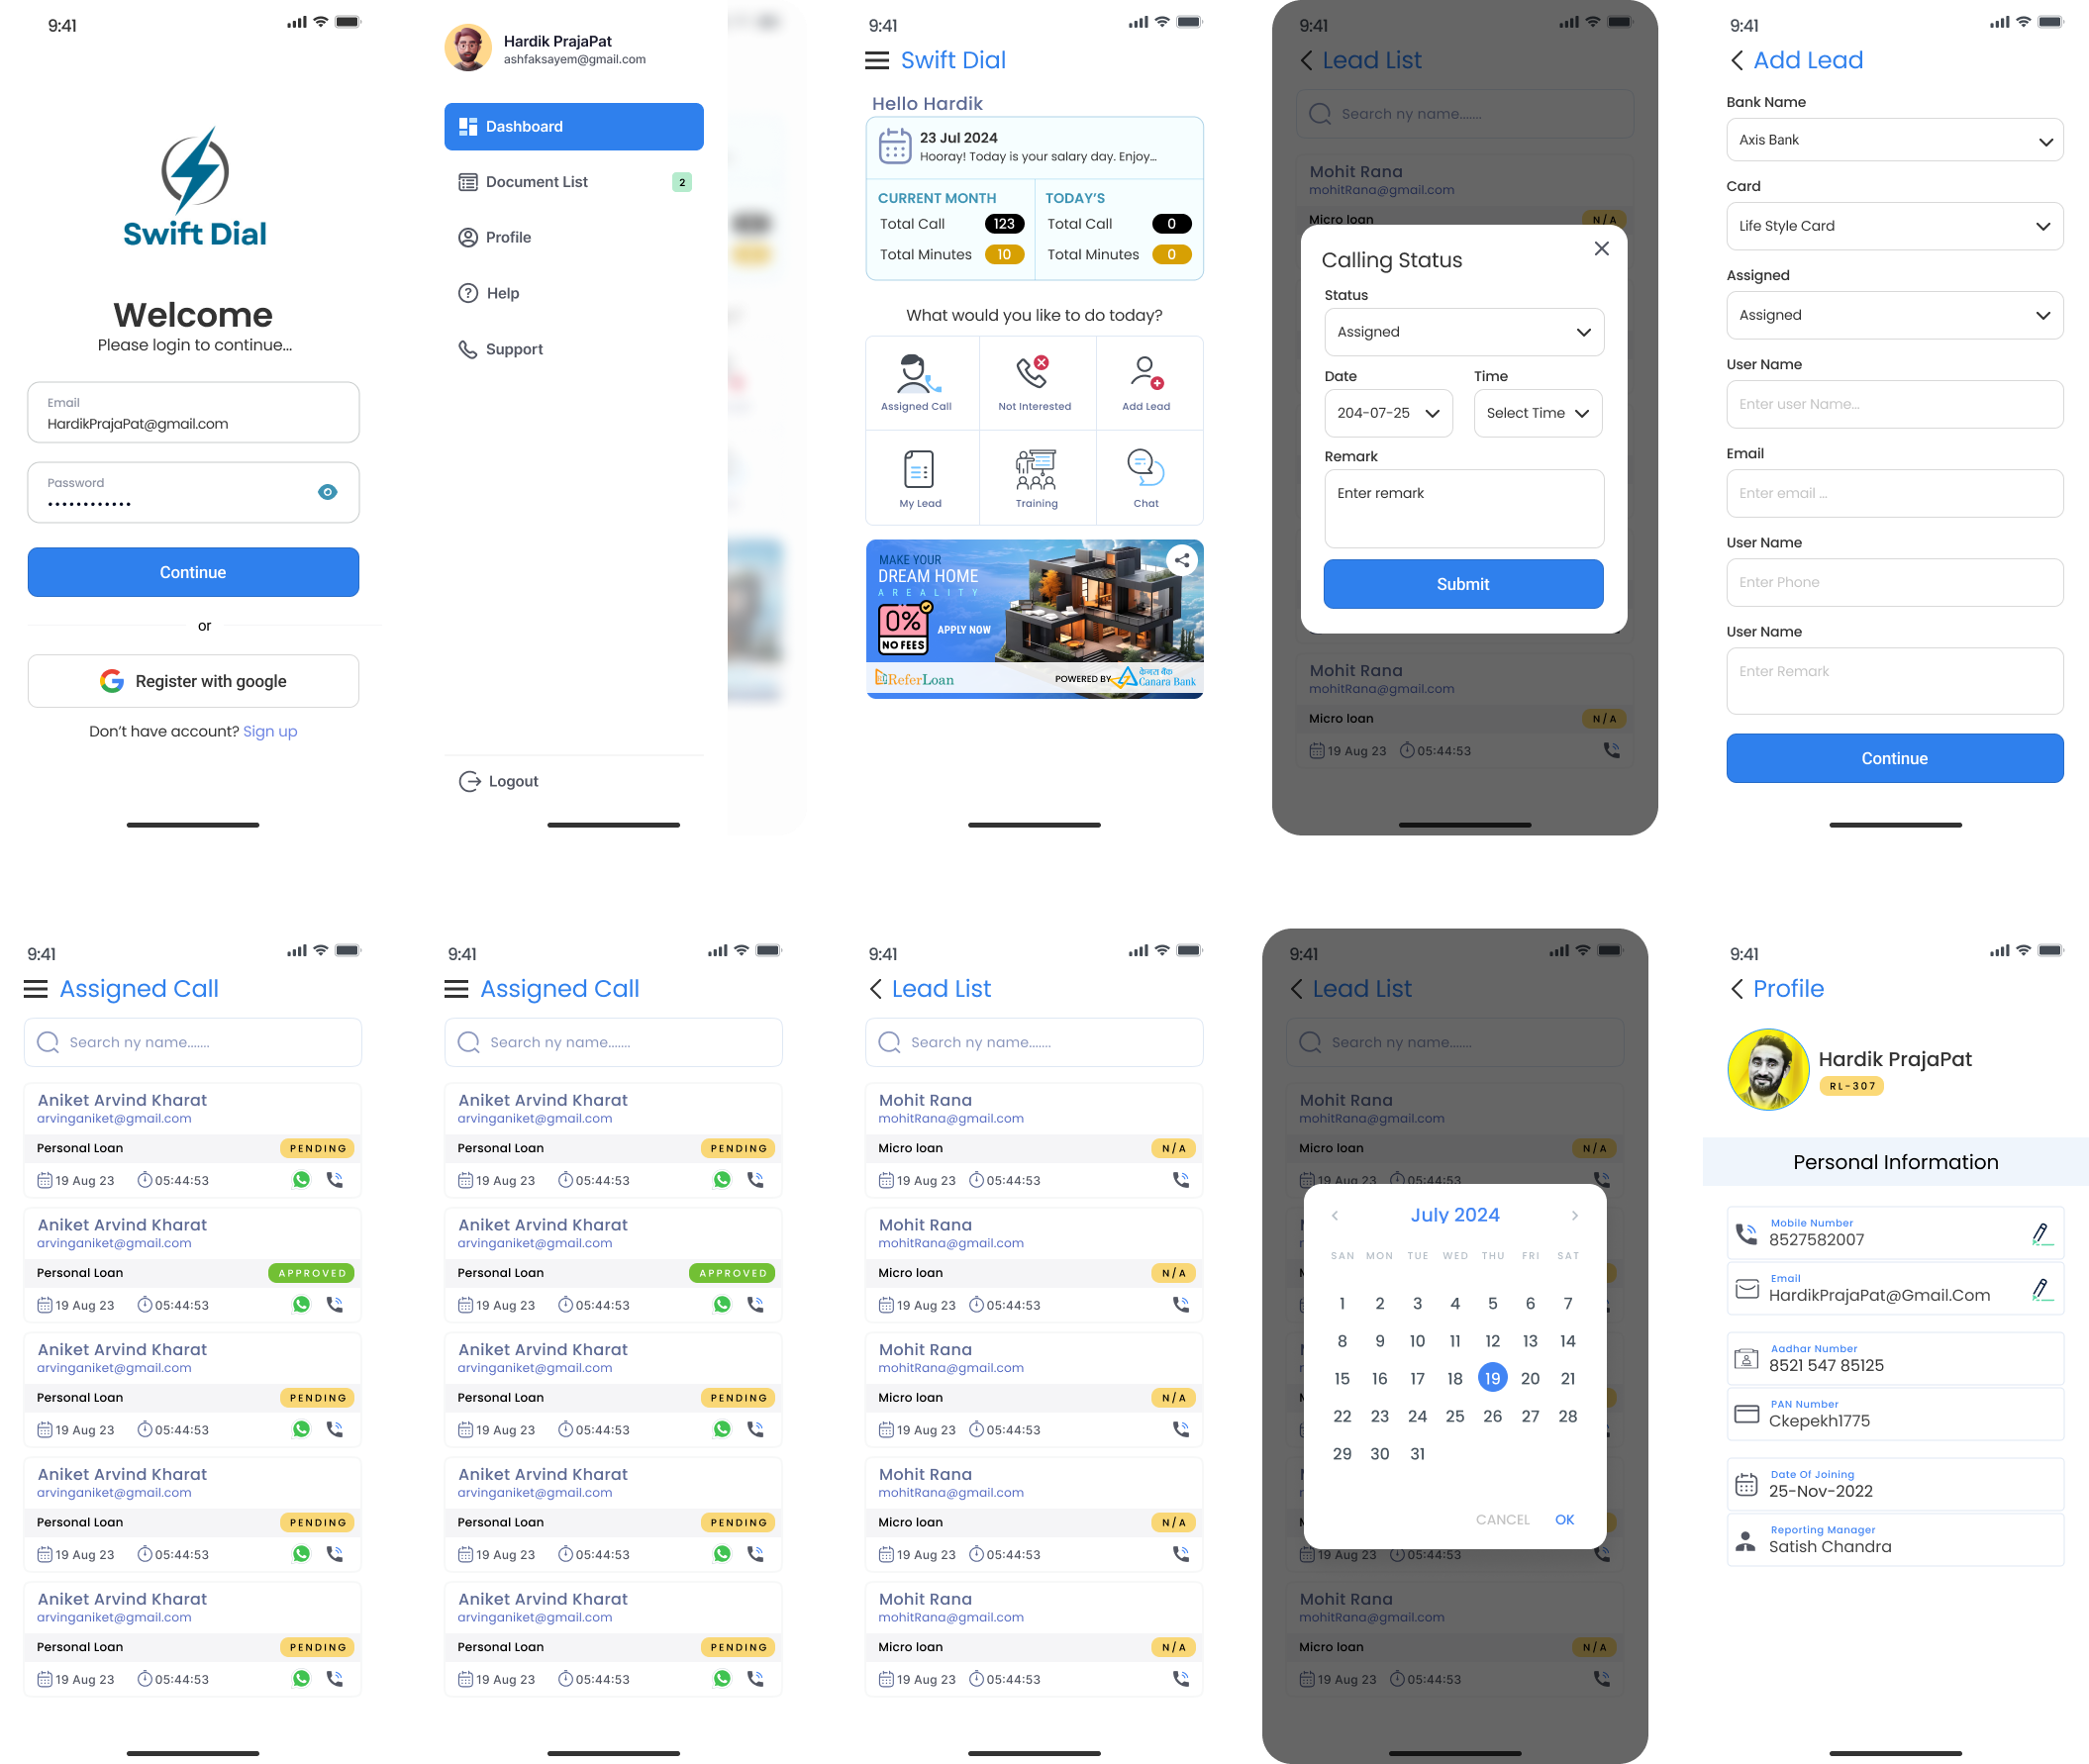 9:41
Swift Dial
Welcome
Please login to continue...
Email
HardikPrajaPat@gmail.com
Password
••••••••••••
Continue
or
Register with google
Don't have account? Sign up
Hardik PrajaPat
ashfaksayem@gmail.com
Dashboard
Document List 2
Profile
Help
Support
Logout
9:41
Swift Dial
Hello Hardik
23 Jul 2024
Hooray! Today is your salary day. Enjoy...
CURRENT MONTH
Total Call 123
Total Minutes 10
TODAY'S
Total Call 0
Total Minutes 0
What would you like to do today?
Assigned Call
Not Interested
Add Lead
My Lead
Training
Chat
MAKE YOUR
DREAM HOME
A REALITY
0%
NO FEES
APPLY NOW
ReferLoan
POWERED BY
केनरा बैंक
Canara Bank
9:41
Lead List
Search ny name.......
Mohit Rana
mohitRana@gmail.com
Micro loan N/A
Calling Status
Status
Assigned
Date
204-07-25
Time
Select Time
Remark
Enter remark
Submit
Mohit Rana
mohitRana@gmail.com
Micro loan N/A
19 Aug 23 05:44:53
9:41
Add Lead
Bank Name
Axis Bank
Card
Life Style Card
Assigned
Assigned
User Name
Enter user Name...
Email
Enter email ...
User Name
Enter Phone
User Name
Enter Remark
Continue
9:41
Assigned Call
Search ny name.......
Aniket Arvind Kharat
arvinganiket@gmail.com
Personal Loan PENDING
19 Aug 23 05:44:53
Aniket Arvind Kharat
arvinganiket@gmail.com
Personal Loan APPROVED
19 Aug 23 05:44:53
Aniket Arvind Kharat
arvinganiket@gmail.com
Personal Loan PENDING
19 Aug 23 05:44:53
Aniket Arvind Kharat
arvinganiket@gmail.com
Personal Loan PENDING
19 Aug 23 05:44:53
Aniket Arvind Kharat
arvinganiket@gmail.com
Personal Loan PENDING
19 Aug 23 05:44:53
9:41
Assigned Call
Search ny name.......
Aniket Arvind Kharat
arvinganiket@gmail.com
Personal Loan PENDING
19 Aug 23 05:44:53
Aniket Arvind Kharat
arvinganiket@gmail.com
Personal Loan APPROVED
19 Aug 23 05:44:53
Aniket Arvind Kharat
arvinganiket@gmail.com
Personal Loan PENDING
19 Aug 23 05:44:53
Aniket Arvind Kharat
arvinganiket@gmail.com
Personal Loan PENDING
19 Aug 23 05:44:53
Aniket Arvind Kharat
arvinganiket@gmail.com
Personal Loan PENDING
19 Aug 23 05:44:53
9:41
Lead List
Search ny name.......
Mohit Rana
mohitRana@gmail.com
Micro loan N/A
19 Aug 23 05:44:53
Mohit Rana
mohitRana@gmail.com
Micro loan N/A
19 Aug 23 05:44:53
Mohit Rana
mohitRana@gmail.com
Micro loan N/A
19 Aug 23 05:44:53
Mohit Rana
mohitRana@gmail.com
Micro loan N/A
19 Aug 23 05:44:53
Mohit Rana
mohitRana@gmail.com
Micro loan N/A
19 Aug 23 05:44:53
9:41
Lead List
Search ny name.......
Mohit Rana
mohitRana@gmail.com
Micro loan N/A
19 Aug 23 05:44:53
July 2024
SAN MON TUE WED THU FRI SAT
1 2 3 4 5 6 7
8 9 10 11 12 13 14
15 16 17 18 19 20 21
22 23 24 25 26 27 28
29 30 31
CANCEL OK
19 Aug 23 05:44:53
Mohit Rana
mohitRana@gmail.com
Micro loan N/A
19 Aug 23 05:44:53
9:41
Profile
Hardik PrajaPat
RL-307
Personal Information
Mobile Number
8527582007
Email
HardikPrajaPat@Gmail.Com
Aadhar Number
8521 547 85125
PAN Number
Ckepekh1775
Date Of Joining
25-Nov-2022
Reporting Manager
Satish Chandra